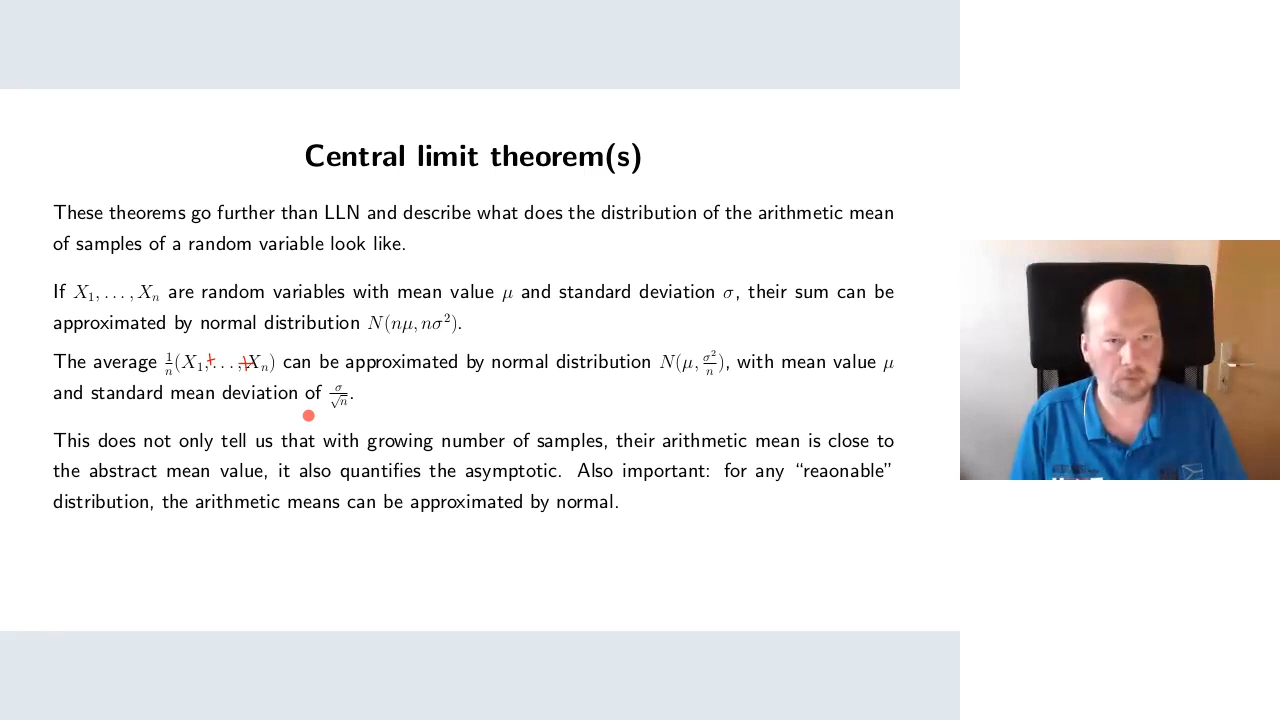 Central limit theorem(s)
These theorems go further than LLN and describe what does the distribution of the arithmetic mean
of samples of a random variable look like.
If X₁, . . . , Xₙ are random variables with mean value μ and standard deviation σ, their sum can be
approximated by normal distribution N(nμ, nσ²).
The average 1/n(X₁,+. . . ,+Xₙ) can be approximated by normal distribution N(μ, σ²/n), with mean value μ
and standard mean deviation of σ/√n.
This does not only tell us that with growing number of samples, their arithmetic mean is close to
the abstract mean value, it also quantifies the asymptotic. Also important: for any “reaonable”
distribution, the arithmetic means can be approximated by normal.